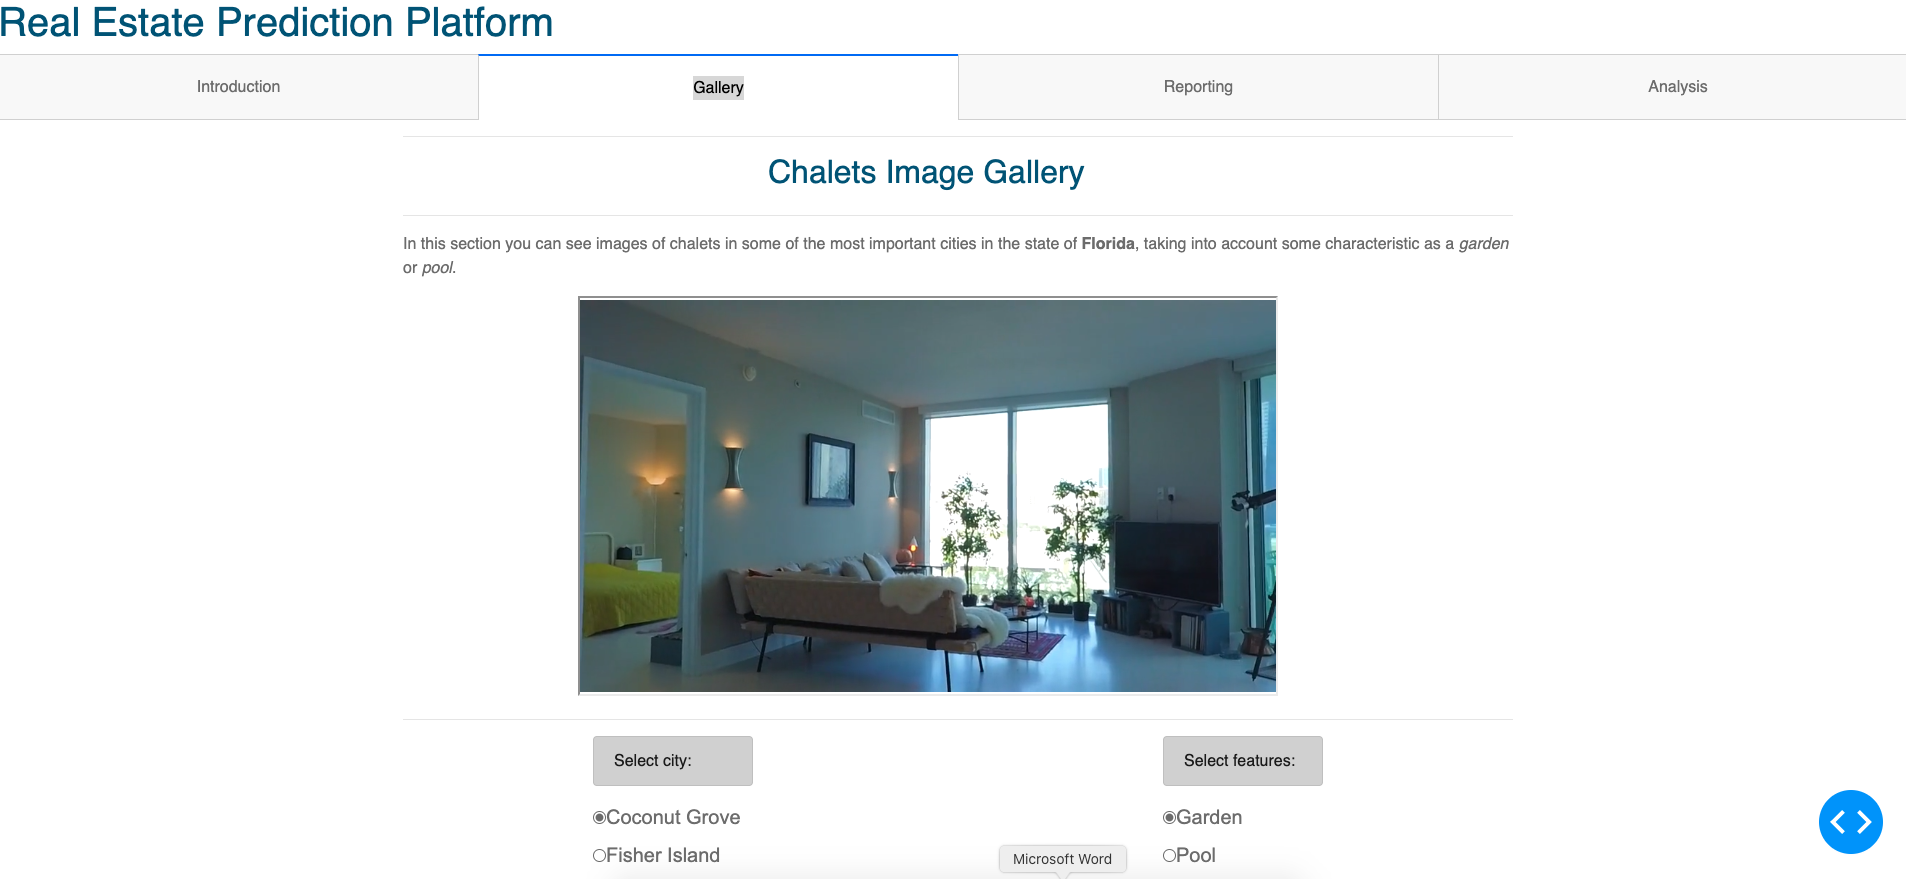 Real Estate Prediction Platform
Introduction
Gallery
Reporting
Analysis
Chalets Image Gallery
In this section you can see images of chalets in some of the most important cities in the state of Florida, taking into account some characteristic as a garden
or pool.
Select city:
Select features:
Coconut Grove
Garden
Fisher Island
Pool
Microsoft Word